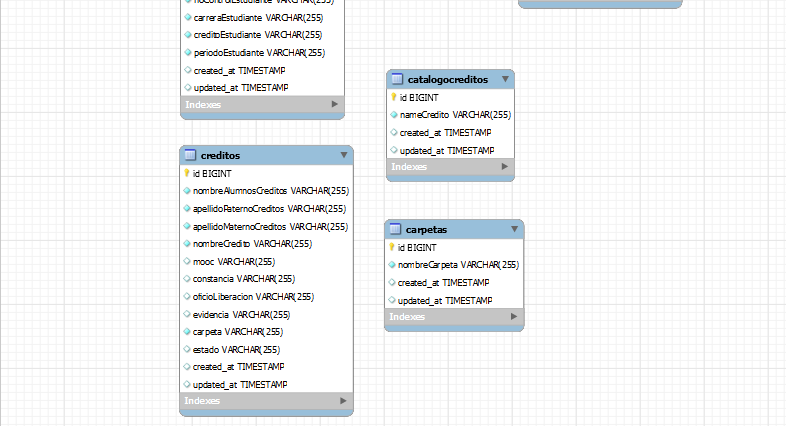 noControlEstudiante VARCHAR(255)
carreraEstudiante VARCHAR(255)
creditoEstudiante VARCHAR(255)
periodoEstudiante VARCHAR(255)
created_at TIMESTAMP
updated_at TIMESTAMP
Indexes
creditos
id BIGINT
nombreAlumnosCreditos VARCHAR(255)
apellidoPaternoCreditos VARCHAR(255)
apellidoMaternoCreditos VARCHAR(255)
nombreCredito VARCHAR(255)
mooc VARCHAR(255)
constancia VARCHAR(255)
oficioLiberacion VARCHAR(255)
evidencia VARCHAR(255)
carpeta VARCHAR(255)
estado VARCHAR(255)
created_at TIMESTAMP
updated_at TIMESTAMP
Indexes
catalogocreditos
id BIGINT
nameCredito VARCHAR(255)
created_at TIMESTAMP
updated_at TIMESTAMP
Indexes
carpetas
id BIGINT
nombreCarpeta VARCHAR(255)
created_at TIMESTAMP
updated_at TIMESTAMP
Indexes